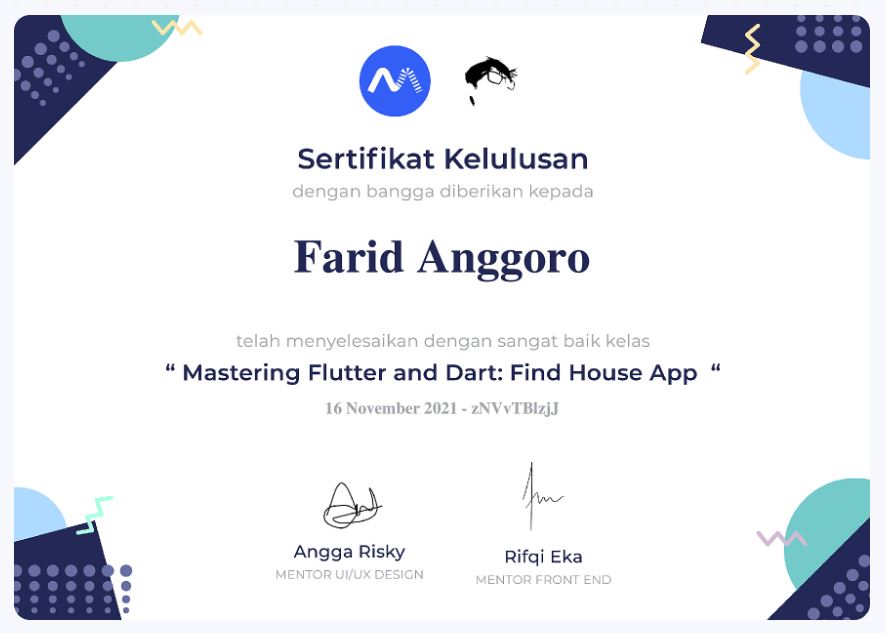 Sertifikat Kelulusan
dengan bangga diberikan kepada
Farid Anggoro
telah menyelesaikan dengan sangat baik kelas
“ Mastering Flutter and Dart: Find House App “
16 November 2021 - zNVvTBlzjJ
Angga Risky
MENTOR UI/UX DESIGN
Rifqi Eka
MENTOR FRONT END